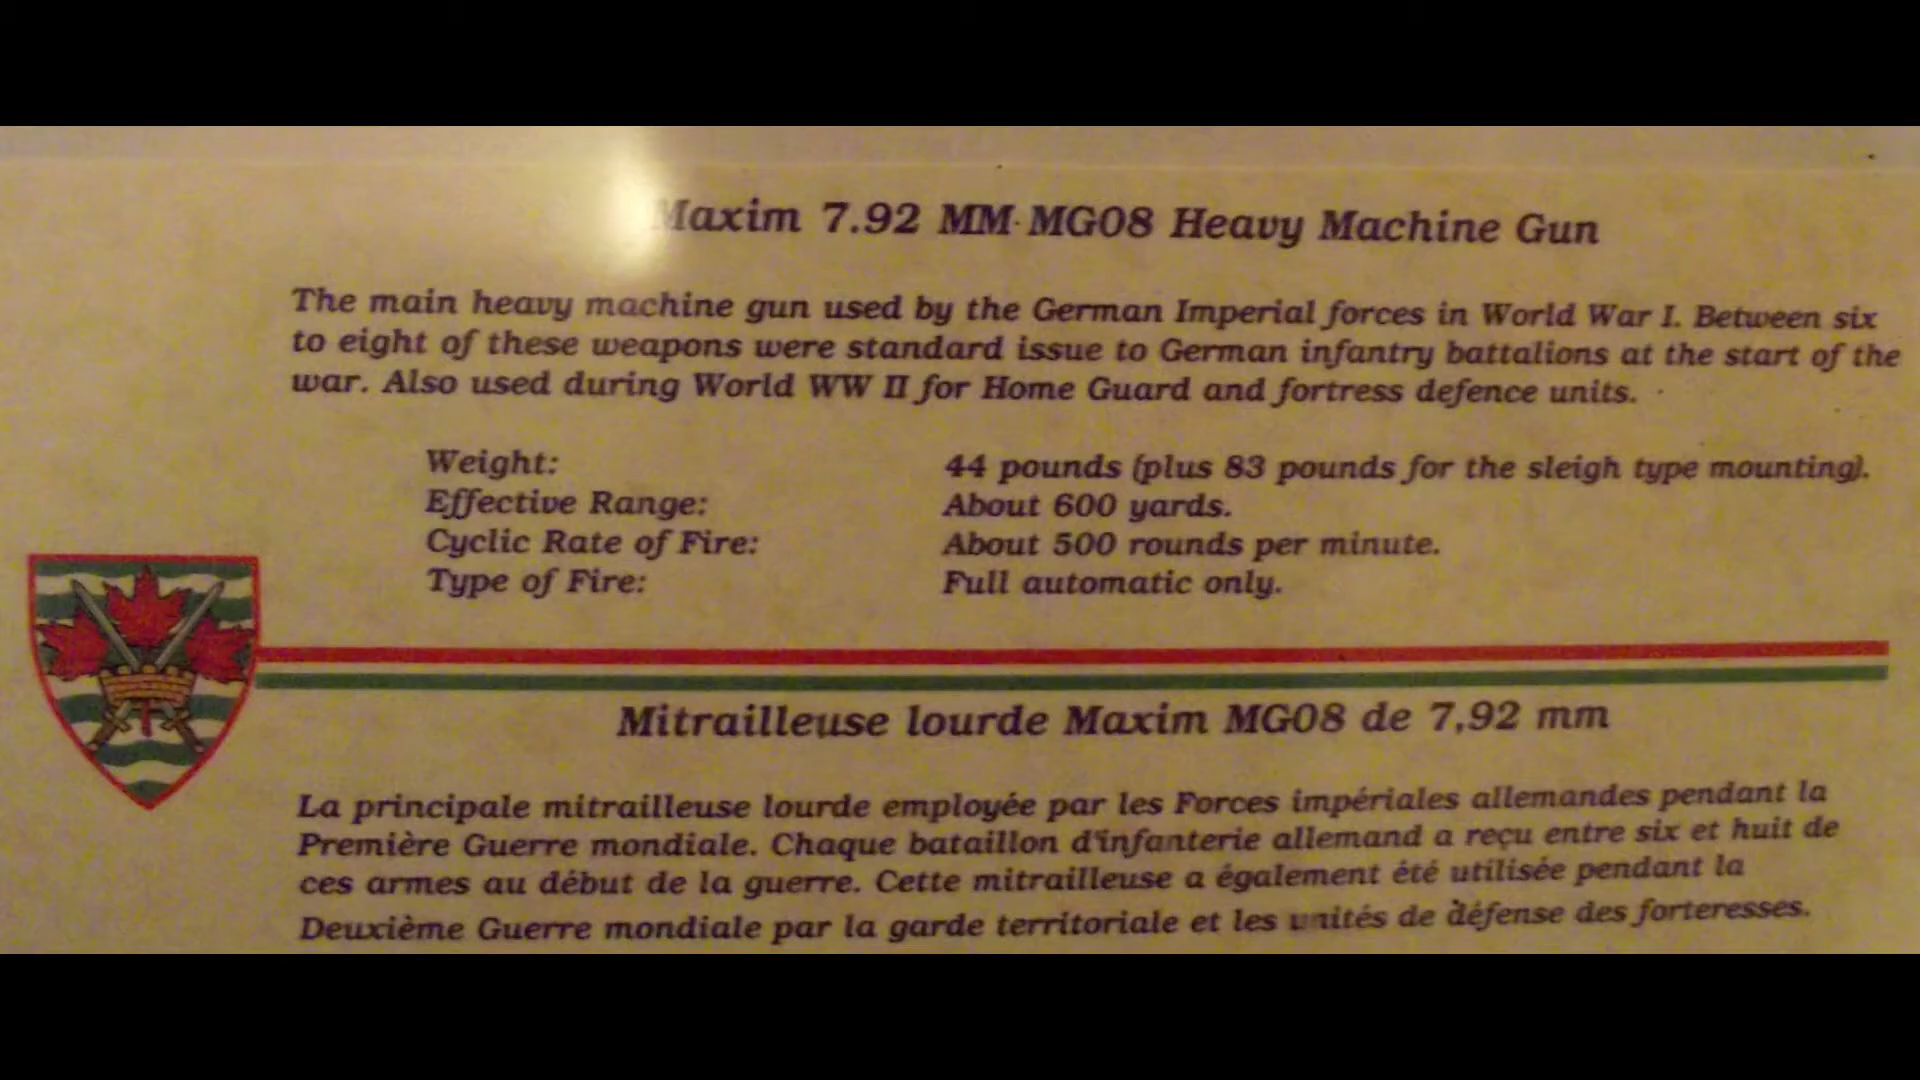 Maxim 7.92 MM MG08 Heavy Machine Gun
The main heavy machine gun used by the German Imperial forces in World War I. Between six
to eight of these weapons were standard issue to German infantry battalions at the start of the
war. Also used during World WW II for Home Guard and fortress defence units.
Weight: 44 pounds (plus 83 pounds for the sleigh type mounting).
Effective Range: About 600 yards.
Cyclic Rate of Fire: About 500 rounds per minute.
Type of Fire: Full automatic only.
Mitrailleuse lourde Maxim MG08 de 7,92 mm
La principale mitrailleuse lourde employée par les Forces impériales allemandes pendant la
Première Guerre mondiale. Chaque bataillon d'infanterie allemand a reçu entre six et huit de
ces armes au début de la guerre. Cette mitrailleuse a également été utilisée pendant la
Deuxième Guerre mondiale par la garde territoriale et les unités de défense des forteresses.